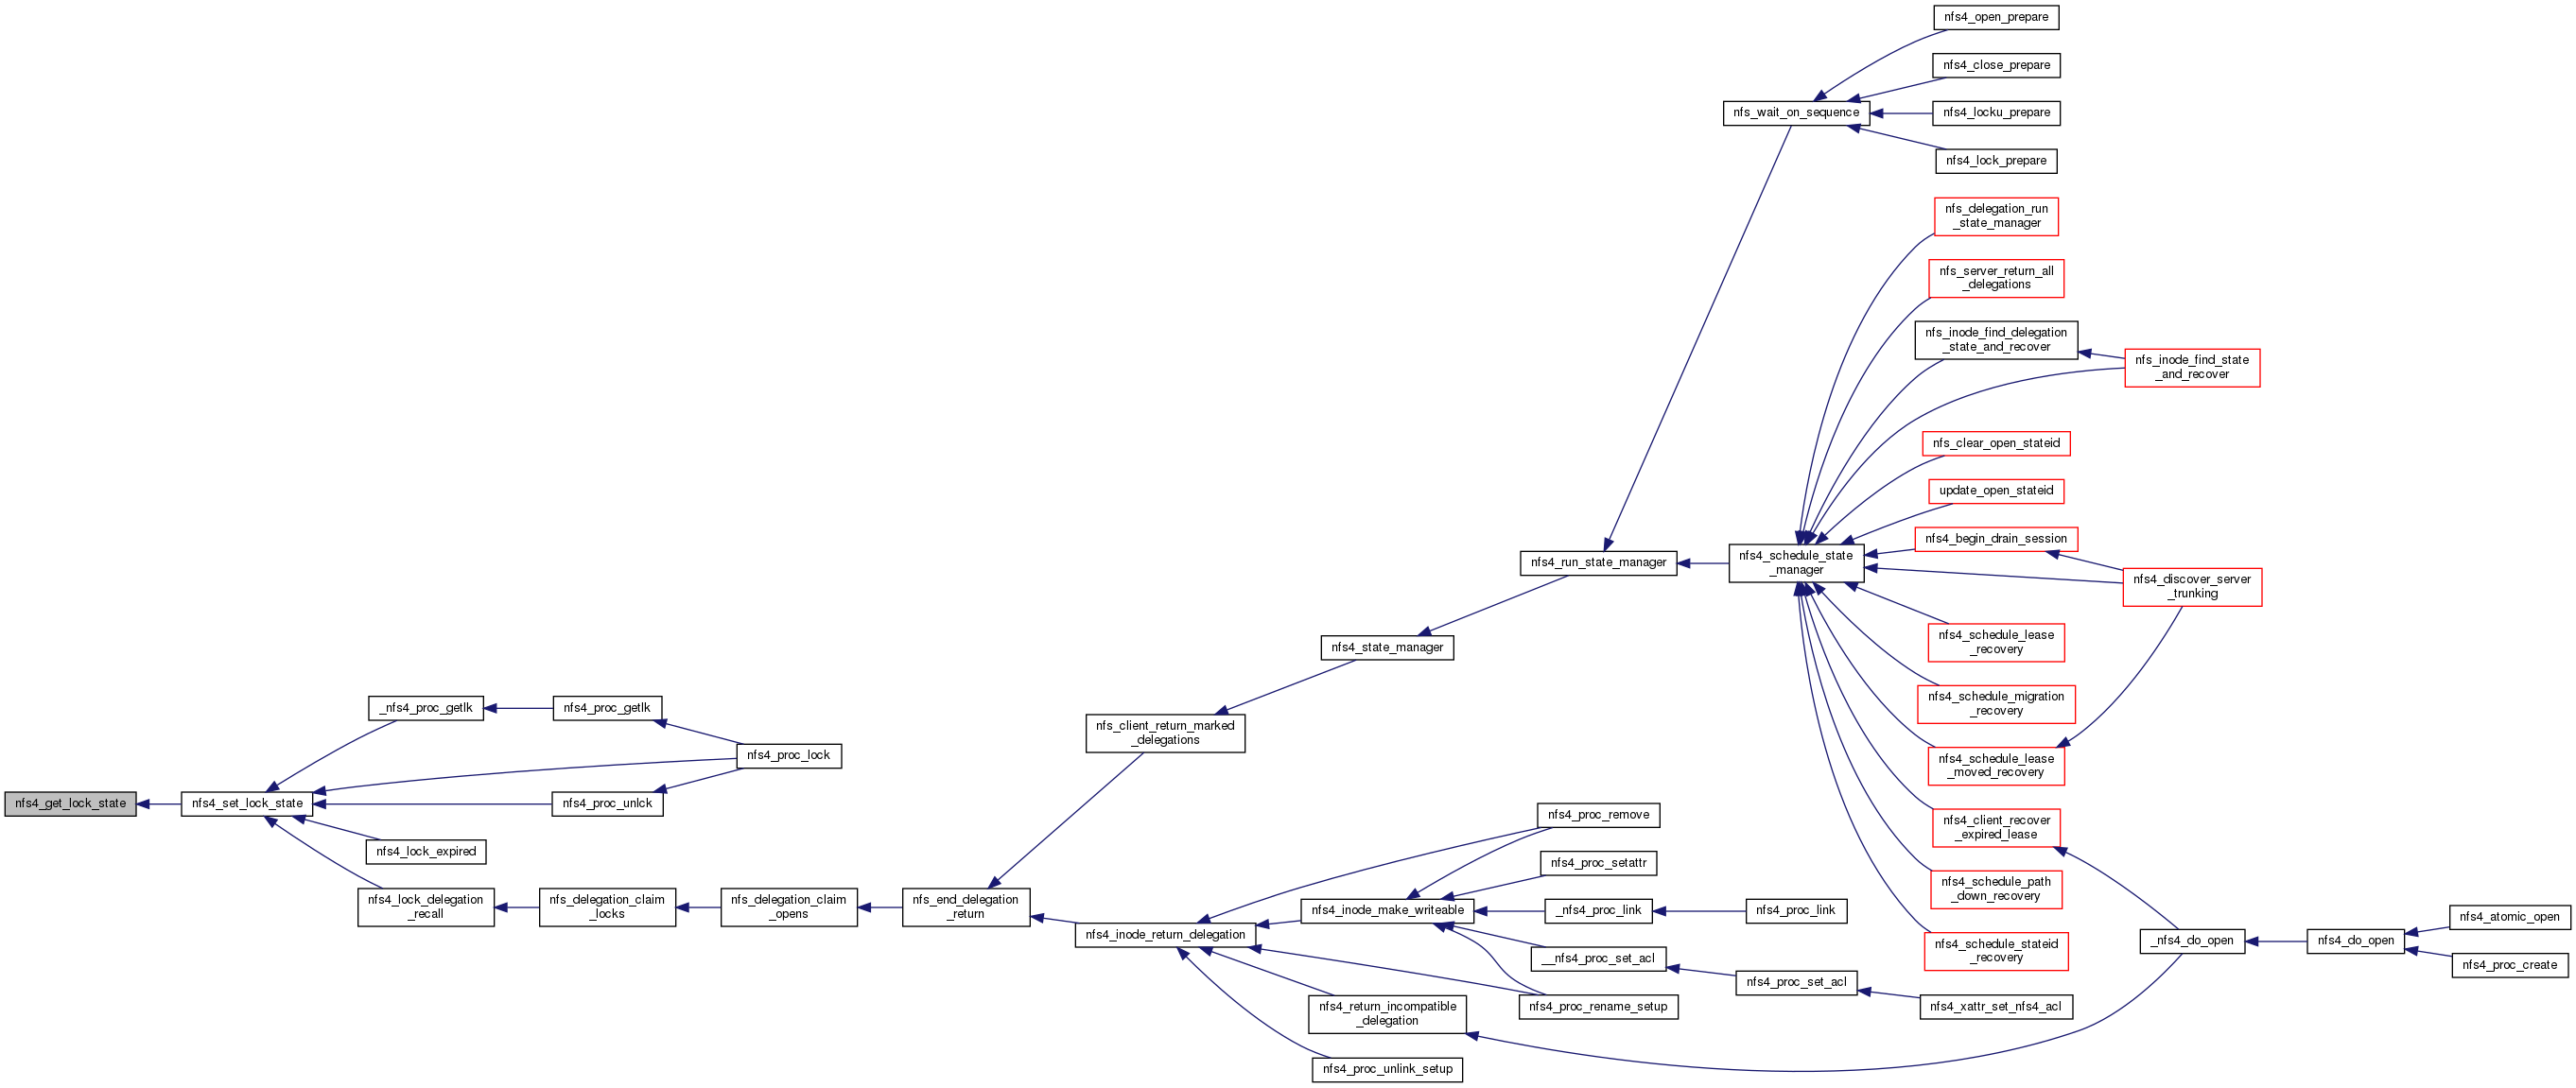 nfs4_open_prepare
nfs4_close_prepare
nfs_wait_on_sequence
nfs4_locku_prepare
nfs4_lock_prepare
nfs_delegation_run
_state_manager
nfs_server_return_all
_delegations
nfs_inode_find_delegation
_state_and_recover
nfs_inode_find_state
_and_recover
nfs_clear_open_stateid
update_open_stateid
nfs4_begin_drain_session
nfs4_run_state_manager
nfs4_schedule_state
_manager
nfs4_discover_server
_trunking
nfs4_state_manager
nfs4_schedule_lease
_recovery
nfs4_schedule_migration
_recovery
_nfs4_proc_getlk
nfs4_proc_getlk
nfs_client_return_marked
_delegations
nfs4_proc_lock
nfs4_schedule_lease
_moved_recovery
nfs4_get_lock_state
nfs4_set_lock_state
nfs4_proc_unlck
nfs4_proc_remove
nfs4_client_recover
_expired_lease
nfs4_lock_expired
nfs4_proc_setattr
nfs4_lock_delegation
_recall
nfs_delegation_claim
_locks
nfs_delegation_claim
_opens
nfs_end_delegation
_return
nfs4_inode_make_writeable
_nfs4_proc_link
nfs4_proc_link
nfs4_schedule_path
_down_recovery
nfs4_atomic_open
nfs4_inode_return_delegation
nfs4_schedule_stateid
_recovery
_nfs4_do_open
nfs4_do_open
__nfs4_proc_set_acl
nfs4_proc_create
nfs4_proc_set_acl
nfs4_return_incompatible
_delegation
nfs4_proc_rename_setup
nfs4_xattr_set_nfs4_acl
nfs4_proc_unlink_setup